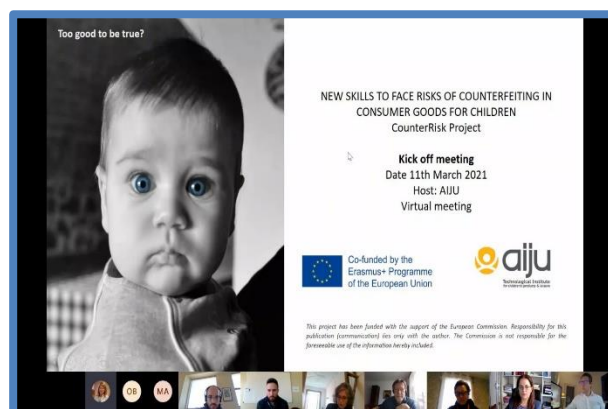 Too good to be true?
NEW SKILLS TO FACE RISKS OF COUNTERFEITING IN
CONSUMER GOODS FOR CHILDREN
CounterRisk Project
Kick off meeting
Date 11th March 2021
Host: AIJU
Virtual meeting
Co-funded by the
Erasmus+ Programme
of the European Union
aiju
Technological Institute
This project has been funded with the support of the European Commission. Responsibility for this
publication (communication) lies only with the author. The Commission is not responsible for the
foreseeable use of the information hereby included.
OB
MA